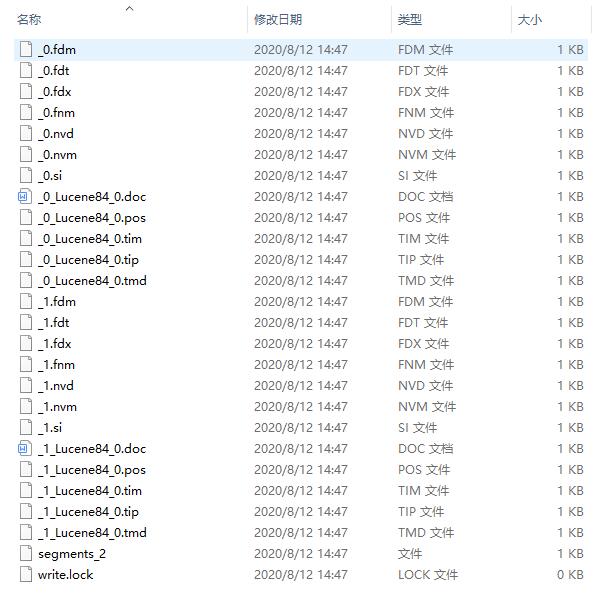 名称 修改日期 类型 大小
_0.fdm 2020/8/12 14:47 FDM 文件 1 KB
_0.fdt 2020/8/12 14:47 FDT 文件 1 KB
_0.fdx 2020/8/12 14:47 FDX 文件 1 KB
_0.fnm 2020/8/12 14:47 FNM 文件 1 KB
_0.nvd 2020/8/12 14:47 NVD 文件 1 KB
_0.nvm 2020/8/12 14:47 NVM 文件 1 KB
_0.si 2020/8/12 14:47 SI 文件 1 KB
_0_Lucene84_0.doc 2020/8/12 14:47 DOC 文档 1 KB
_0_Lucene84_0.pos 2020/8/12 14:47 POS 文件 1 KB
_0_Lucene84_0.tim 2020/8/12 14:47 TIM 文件 1 KB
_0_Lucene84_0.tip 2020/8/12 14:47 TIP 文件 1 KB
_0_Lucene84_0.tmd 2020/8/12 14:47 TMD 文件 1 KB
_1.fdm 2020/8/12 14:47 FDM 文件 1 KB
_1.fdt 2020/8/12 14:47 FDT 文件 1 KB
_1.fdx 2020/8/12 14:47 FDX 文件 1 KB
_1.fnm 2020/8/12 14:47 FNM 文件 1 KB
_1.nvd 2020/8/12 14:47 NVD 文件 1 KB
_1.nvm 2020/8/12 14:47 NVM 文件 1 KB
_1.si 2020/8/12 14:47 SI 文件 1 KB
_1_Lucene84_0.doc 2020/8/12 14:47 DOC 文档 1 KB
_1_Lucene84_0.pos 2020/8/12 14:47 POS 文件 1 KB
_1_Lucene84_0.tim 2020/8/12 14:47 TIM 文件 1 KB
_1_Lucene84_0.tip 2020/8/12 14:47 TIP 文件 1 KB
_1_Lucene84_0.tmd 2020/8/12 14:47 TMD 文件 1 KB
segments_2 2020/8/12 14:47 文件 1 KB
write.lock 2020/8/12 14:47 LOCK 文件 0 KB